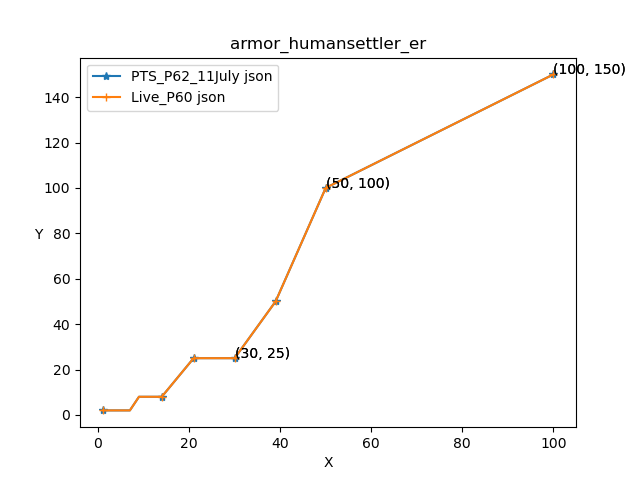 armor_humansettler_er
PTS_P62_11July json
Live_P60 json
(100, 150)
(50, 100)
(30, 25)
Y
140
120
100
80
60
40
20
0
0 20 40 60 80 100
X